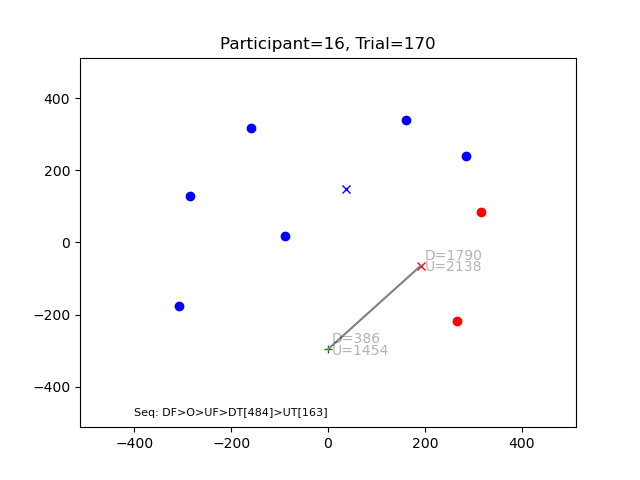 Participant=16, Trial=170
400
200
0
−200
−400
D=1790
U=2138
D=386
U=1454
Seq: DF>O>UF>DT[484]>UT[163]
−400
−200
0
200
400